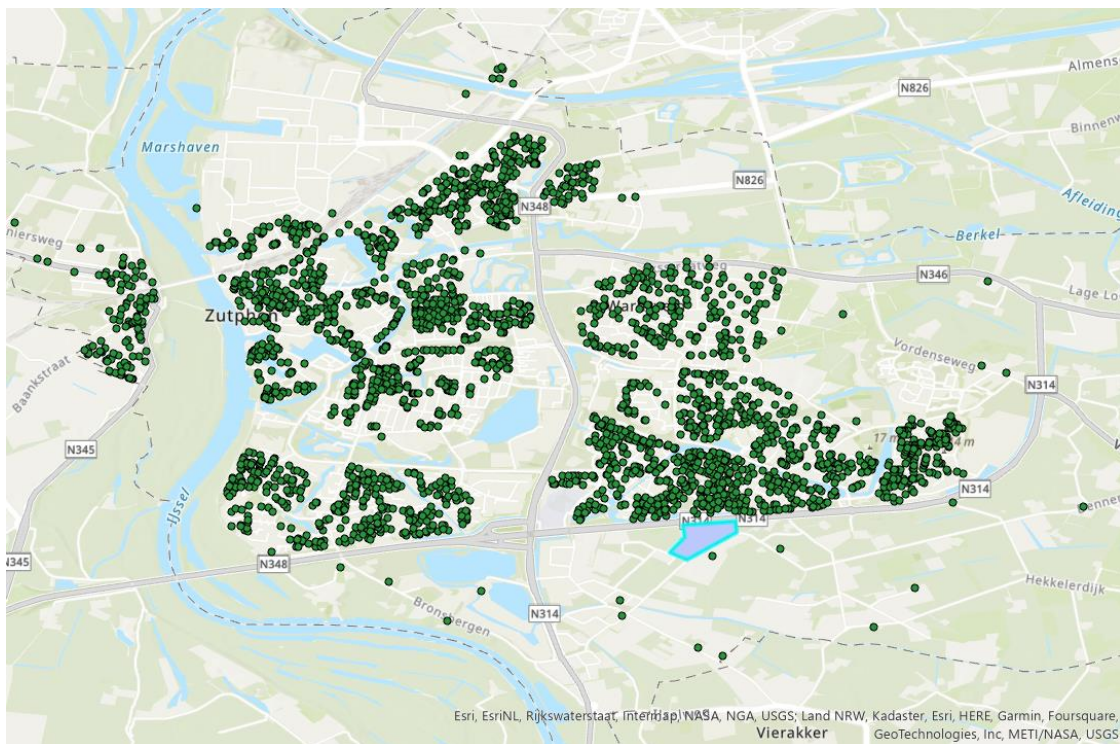 Almens
N826
Binnenw
Marshaven
N826
Afleiding
N348
niersweg
Berkel
N346
Lage Lo
Zutphen
Vordenseweg
Baankstraat
N314
N345
17 m
4 m
IJssel
N314
N314
N314
N345
N348
Hekkelerdijk
Bronsbergen
N314
Esri, EsriNL, Rijkswaterstaat, Intermap, NASA, NGA, USGS; Land NRW, Kadaster, Esri, HERE, Garmin, Foursquare,
Vierakker
GeoTechnologies, Inc, METI/NASA, USGS